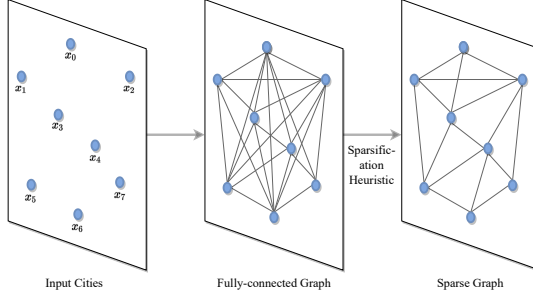 x₀
x₁
x₂
x₃
x₄
x₅
x₇
x₆
Sparsific-
ation
Heuristic
Input Cities
Fully-connected Graph
Sparse Graph